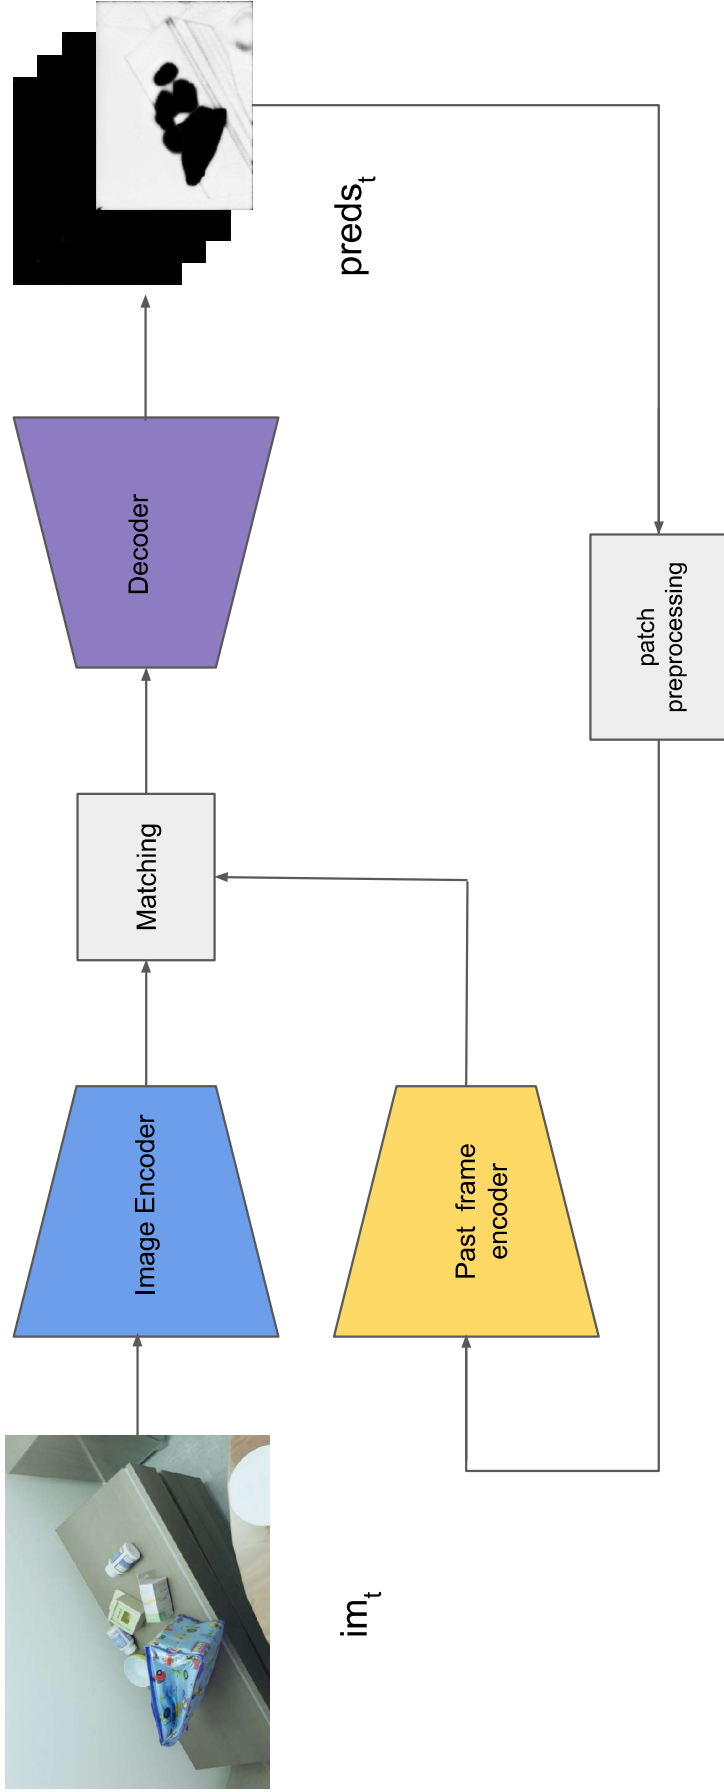 im_t
Image Encoder
Past frame
encoder
Matching
Decoder
patch
preprocessing
preds_t